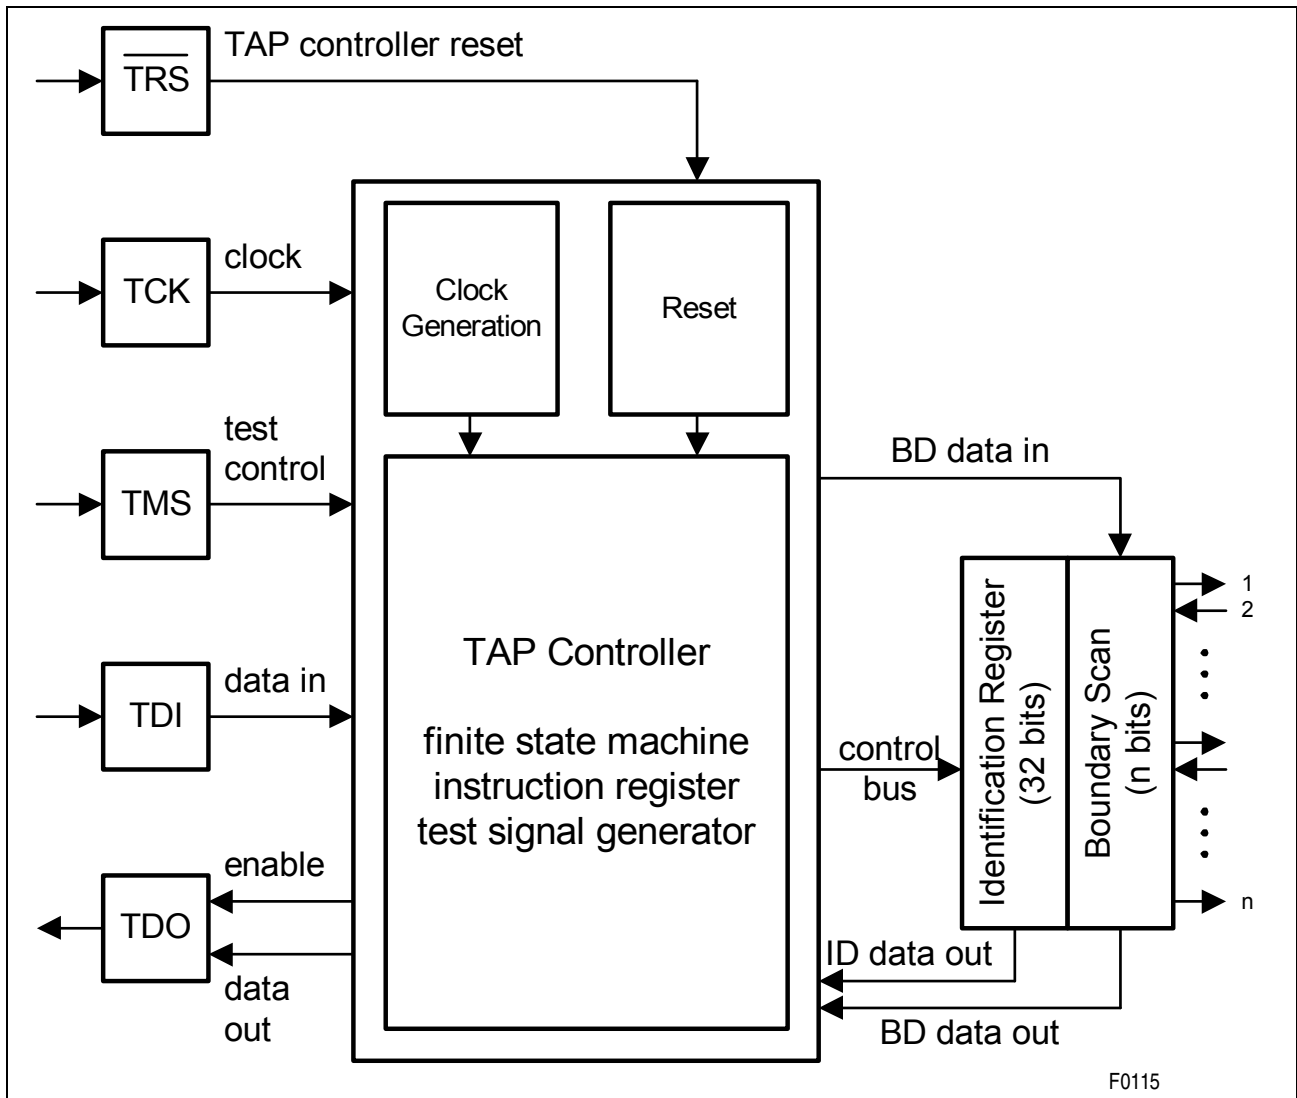 TAP controller reset
TRS
clock
TCK
Clock
Generation
Reset
test
control
TMS
BD data in
TAP Controller
data in
TDI
finite state machine
instruction register
test signal generator
control
bus
Identification Register
(32 bits)
Boundary Scan
(n bits)
1
2
n
enable
TDO
data
out
ID data out
BD data out
F0115